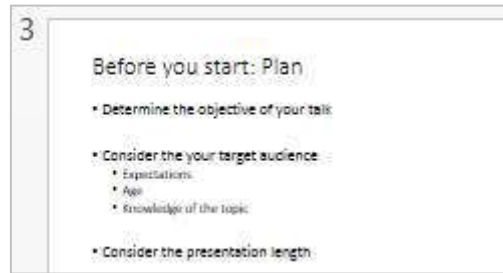 3
Before you start: Plan
• Determine the objective of your talk
• Consider the your target audience
• Expectations
• Age
• Knowledge of the topic
• Consider the presentation length